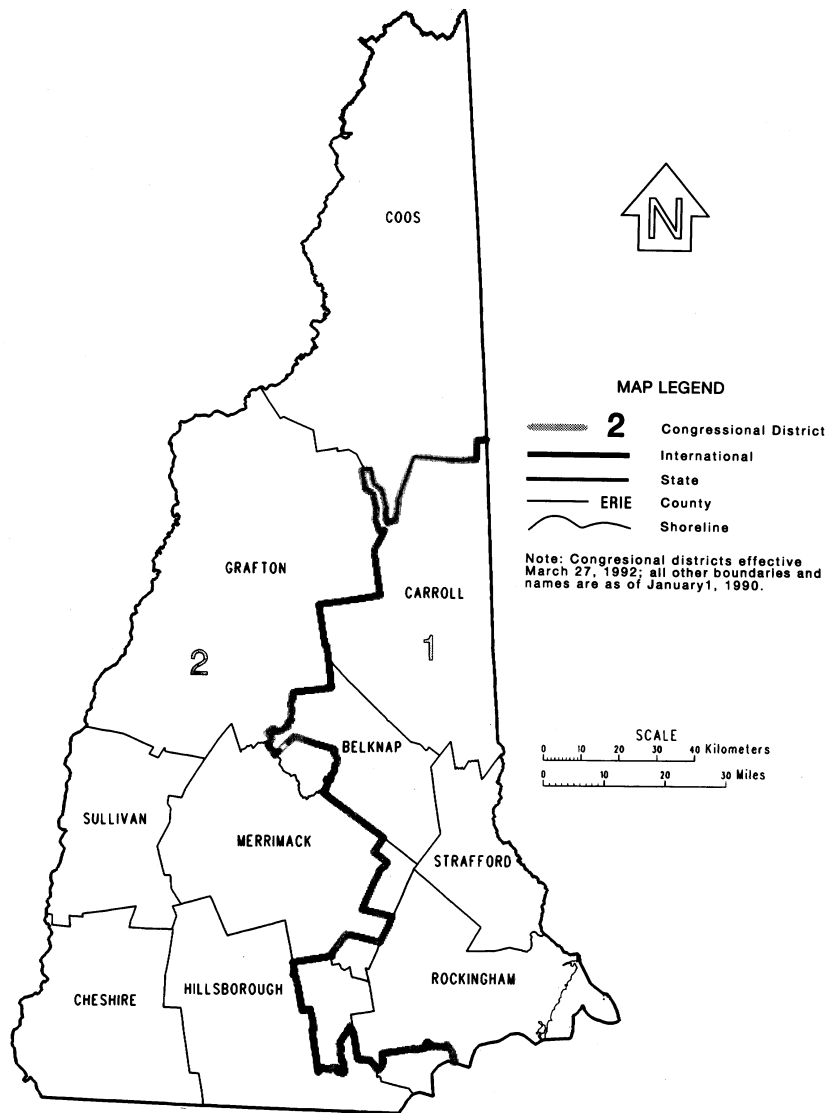 COOS
N
MAP LEGEND
2 Congressional District
International
State
ERIE County
Shoreline
Note: Congresional districts effective
March 27, 1992; all other boundaries and
names are as of January1, 1990.
GRAFTON
CARROLL
2
1
SCALE
0 10 20 30 40 Kilometers
0 10 20 30 Miles
BELKNAP
SULLIVAN
MERRIMACK
STRAFFORD
CHESHIRE
HILLSBOROUGH
ROCKINGHAM